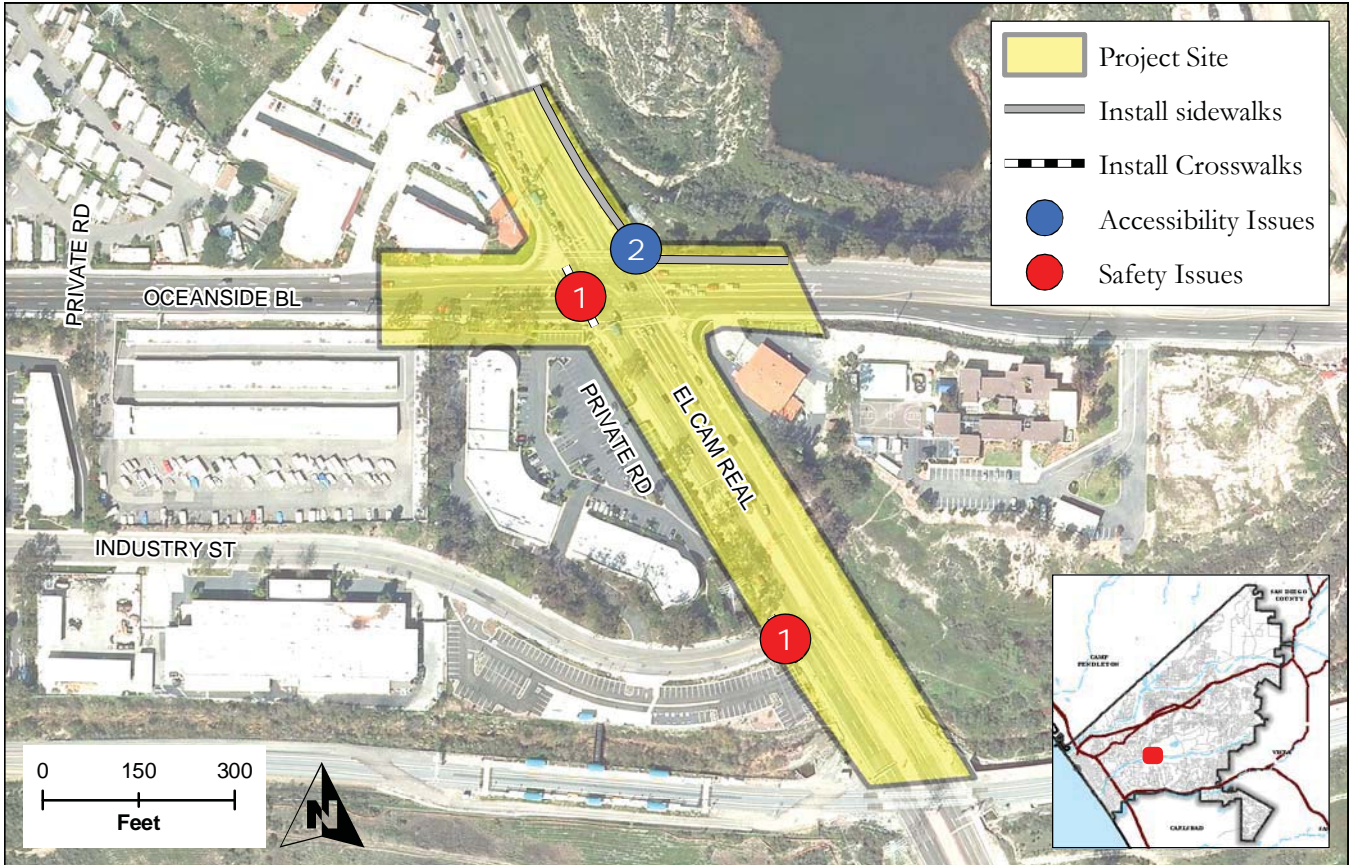 Project Site
Install sidewalks
Install Crosswalks
Accessibility Issues
Safety Issues
2
1
PRIVATE RD
OCEANSIDE BL
PRIVATE RD
EL CAM REAL
INDUSTRY ST
1
0 150 300
Feet
N
SAN DIEGO
COUNTY
CAMP
PENDLETON
VISTA
CARLSBAD